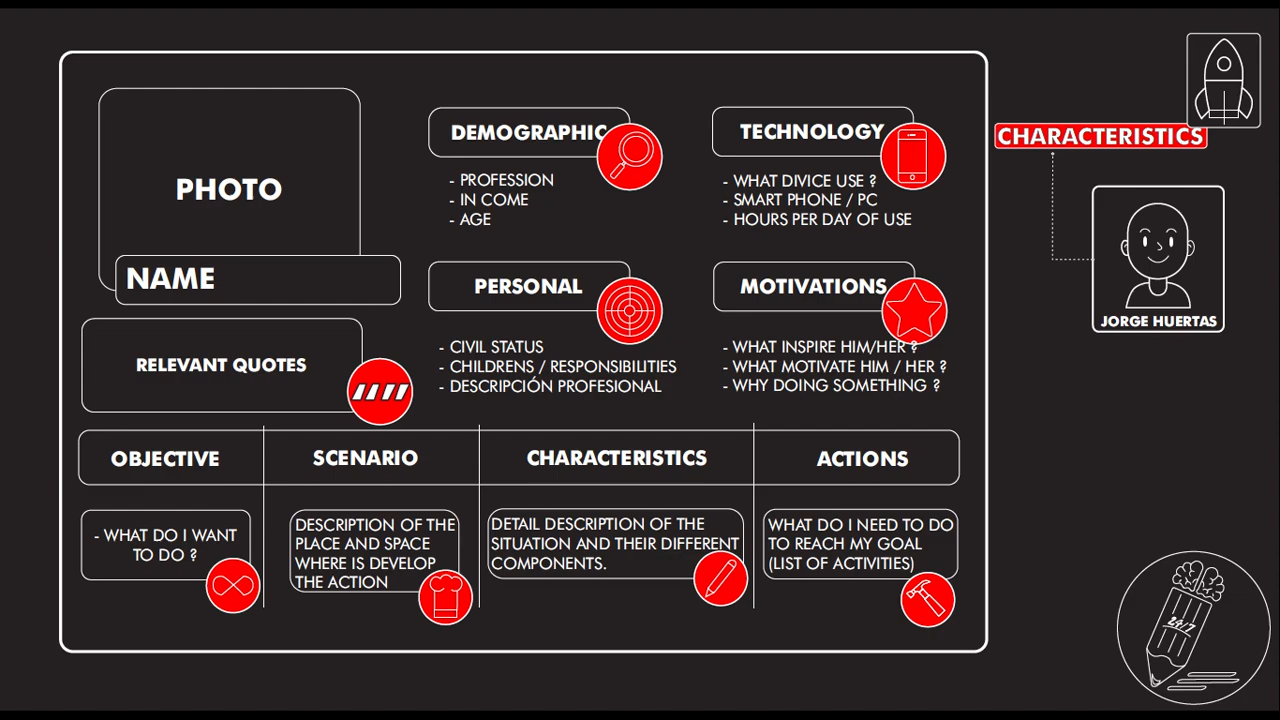 PHOTO
NAME
RELEVANT QUOTES
DEMOGRAPHIC
- PROFESSION
- IN COME
- AGE
TECHNOLOGY
- WHAT DIVICE USE ?
- SMART PHONE / PC
- HOURS PER DAY OF USE
PERSONAL
- CIVIL STATUS
- CHILDRENS / RESPONSIBILITIES
- DESCRIPCIÓN PROFESIONAL
MOTIVATIONS
- WHAT INSPIRE HIM/HER ?
- WHAT MOTIVATE HIM / HER ?
- WHY DOING SOMETHING ?
OBJECTIVE
- WHAT DO I WANT
TO DO ?
SCENARIO
DESCRIPTION OF THE
PLACE AND SPACE
WHERE IS DEVELOP
THE ACTION
CHARACTERISTICS
DETAIL DESCRIPTION OF THE
SITUATION AND THEIR DIFFERENT
COMPONENTS.
ACTIONS
WHAT DO I NEED TO DO
TO REACH MY GOAL
(LIST OF ACTIVITIES)
CHARACTERISTICS
JORGE HUERTAS
24/7